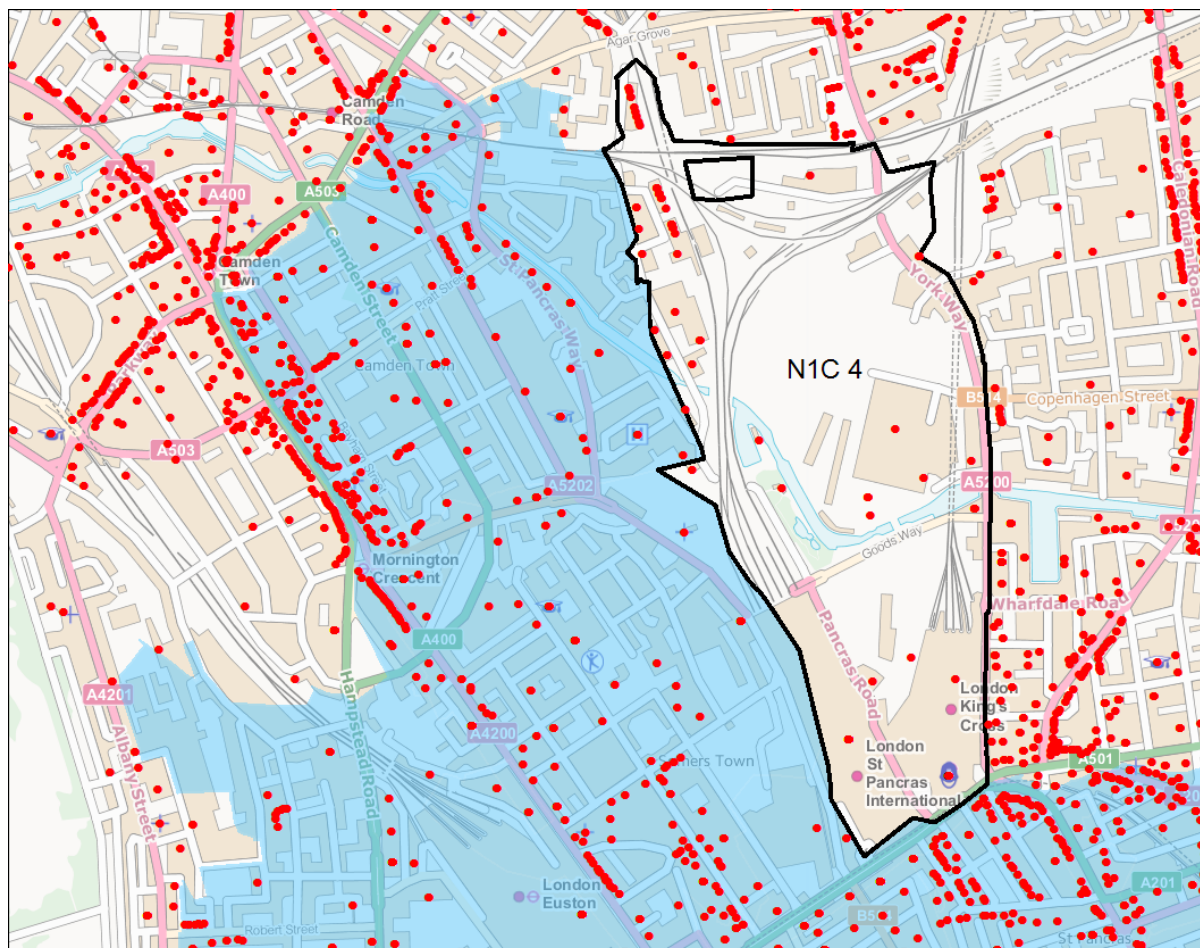 Agar Grove
Camden
Road
A400
A503
Camden
Town
Camden Street
Pratt Street
St Pancras Way
Caledonian Road
York Way
Parkway
Camden Town
N1C 4
Copenhagen Street
A503
A5202
A5200
Goods Way
Mornington
Crescent
Wharfdale Road
A400
Pancras Road
A4201
Hampstead Road
London
King's
Cross
A4200
Albany Street
Somers Town
London
St
Pancras
International
A501
London
Euston
A201
Robert Street
St Pancras